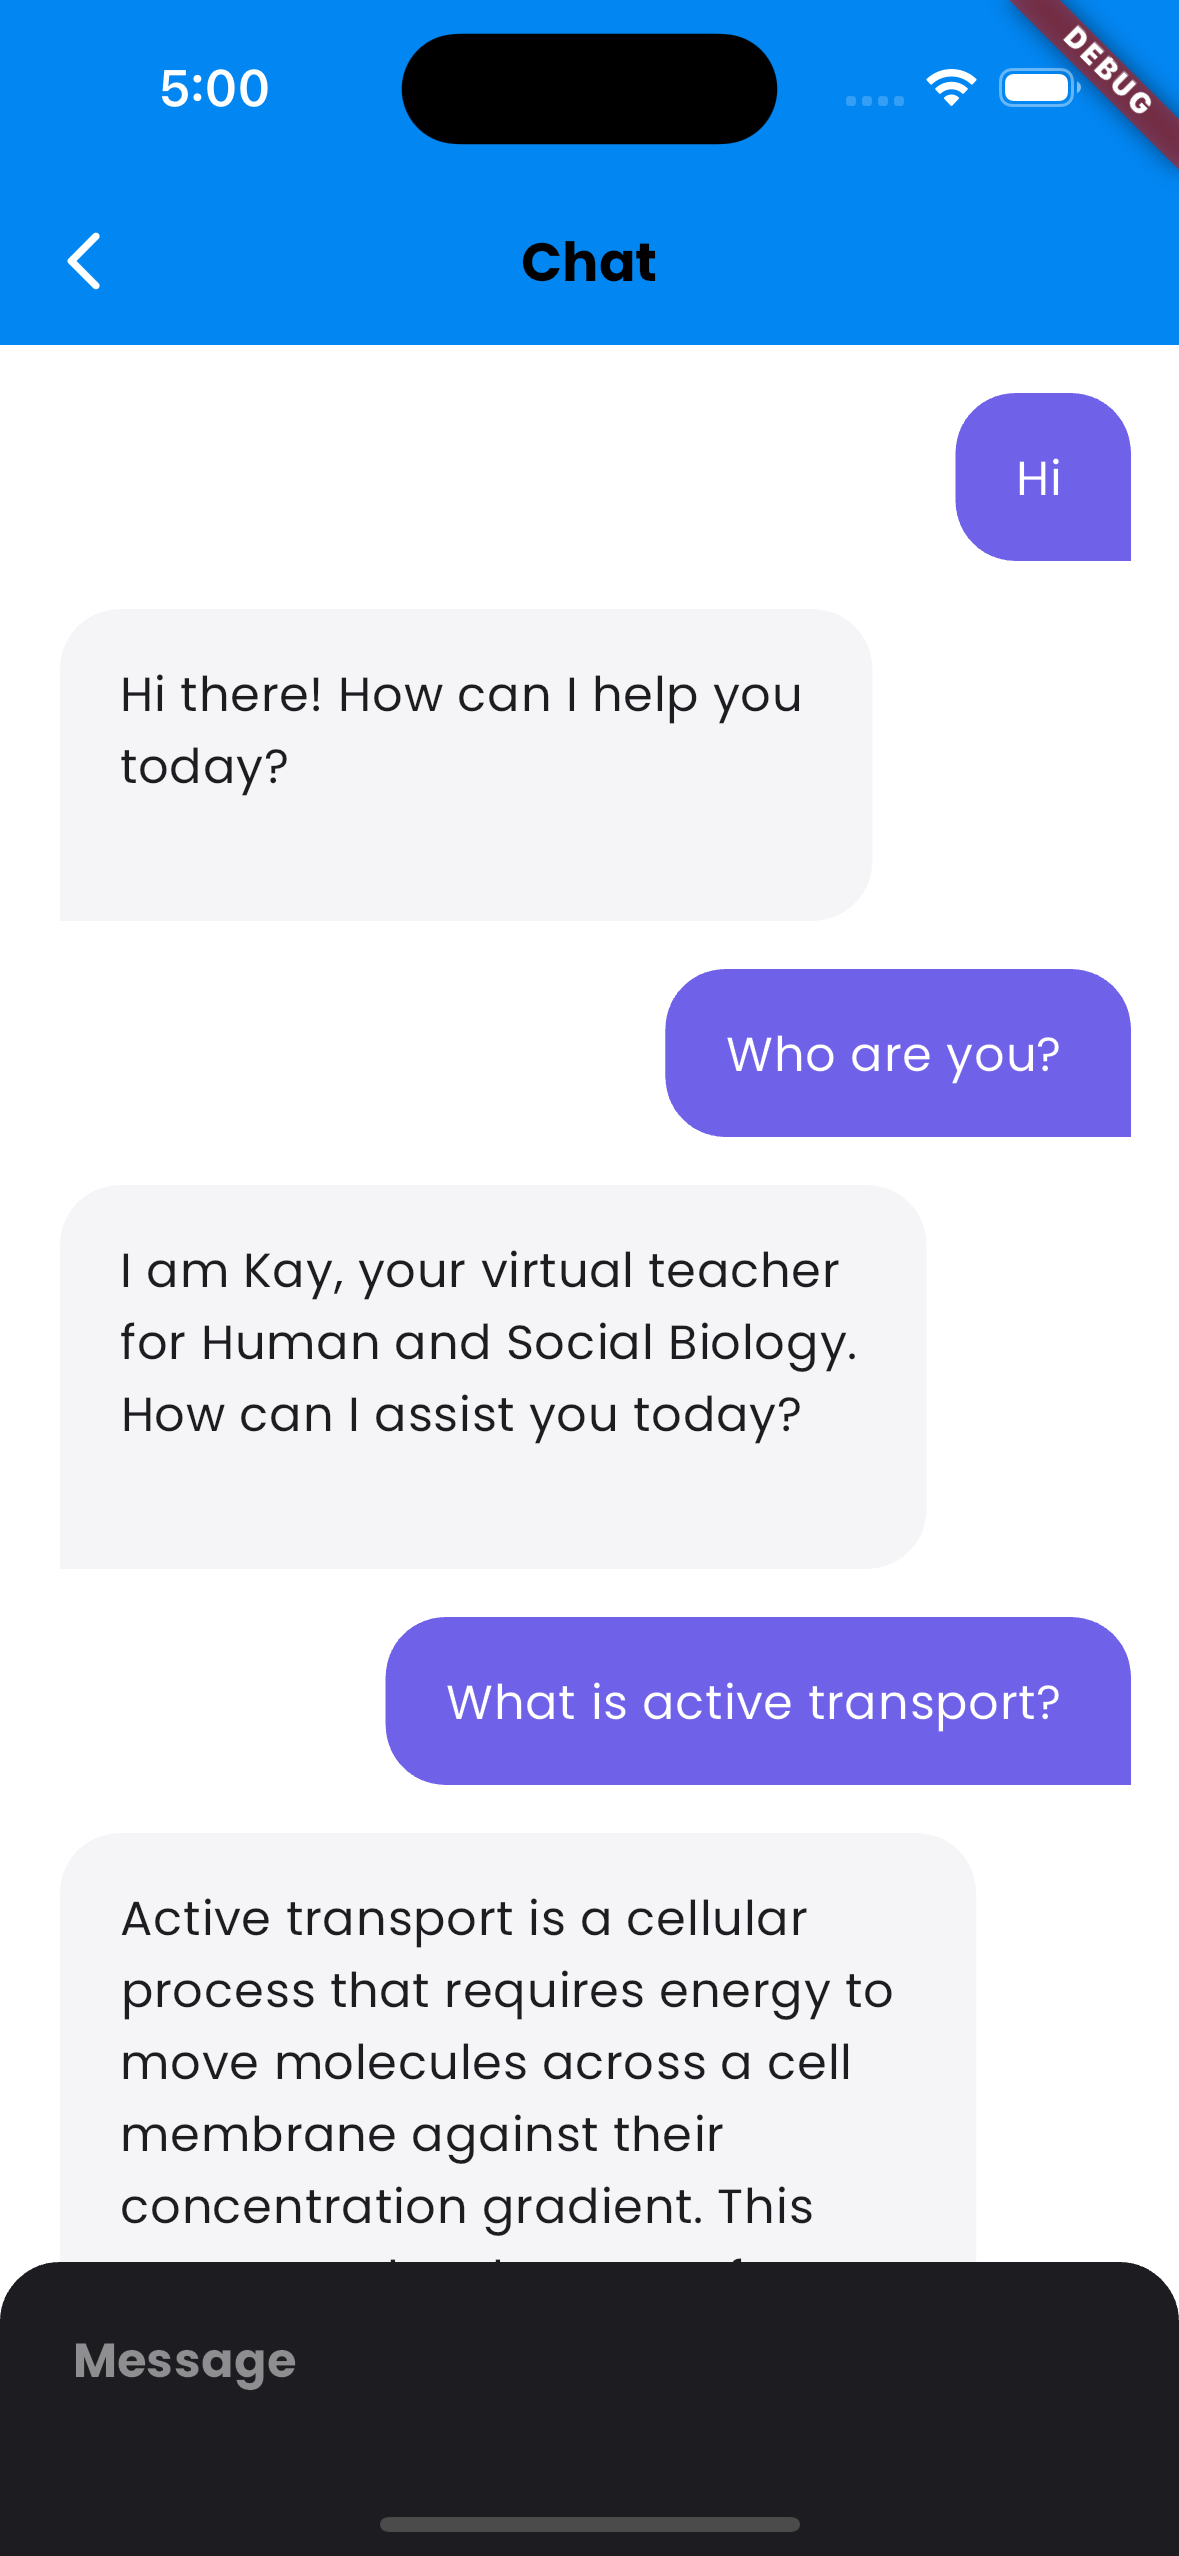 5:00
DEBUG
Chat
Hi
Hi there! How can I help you
today?
Who are you?
I am Kay, your virtual teacher
for Human and Social Biology.
How can I assist you today?
What is active transport?
Active transport is a cellular
process that requires energy to
move molecules across a cell
membrane against their
concentration gradient. This
Message